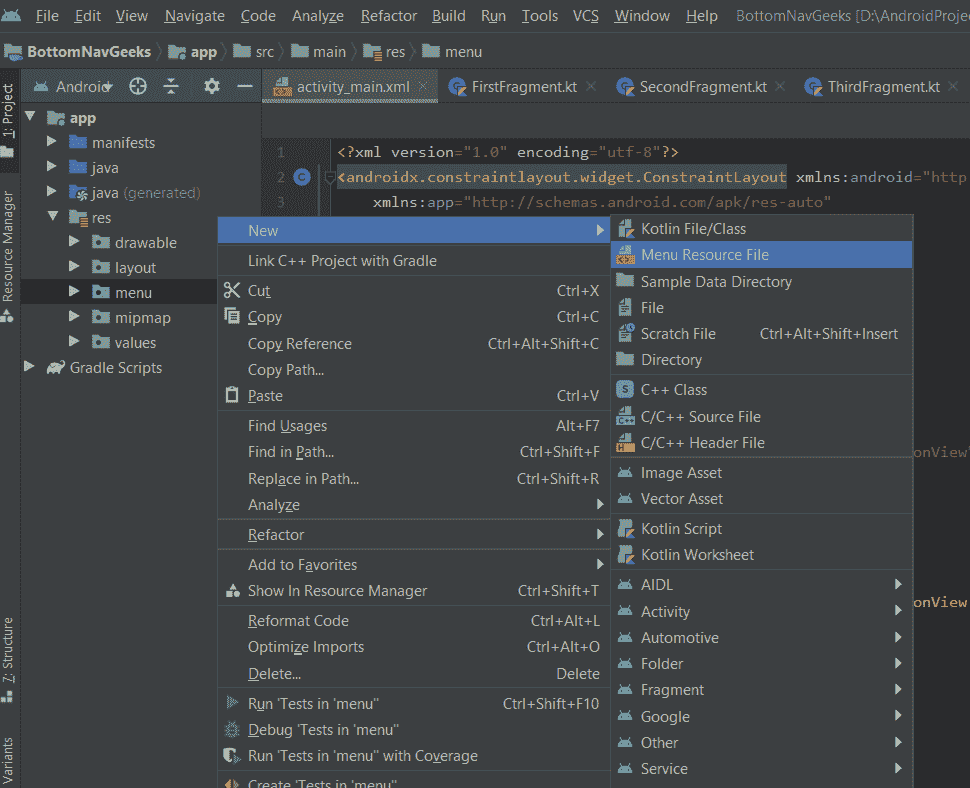 File Edit View Navigate Code Analyze Refactor Build Run Tools VCS Window Help BottomNavGeeks [D:\AndroidProje
BottomNavGeeks app src main res menu
Android activity_main.xml FirstFragment.kt SecondFragment.kt ThirdFragment.kt
1: Project
Resource Manager
7: Structure
Variants
app
manifests
java
java (generated)
res
drawable
layout
menu
mipmap
values
Gradle Scripts
1 <?xml version="1.0" encoding="utf-8"?>
2 C <androidx.constraintlayout.widget.ConstraintLayout xmlns:android="http
3 xmlns:app="http://schemas.android.com/apk/res-auto"
onView"
onView
New
Link C++ Project with Gradle
Cut Ctrl+X
Copy Ctrl+C
Copy Reference Ctrl+Alt+Shift+C
Copy Path...
Paste Ctrl+V
Find Usages Alt+F7
Find in Path... Ctrl+Shift+F
Replace in Path... Ctrl+Shift+R
Analyze
Refactor
Add to Favorites
Show In Resource Manager Ctrl+Shift+T
Reformat Code Ctrl+Alt+L
Optimize Imports Ctrl+Alt+O
Delete... Delete
Run 'Tests in 'menu'' Ctrl+Shift+F10
Debug 'Tests in 'menu''
Run 'Tests in 'menu'' with Coverage
Create 'Tests in 'menu''...
Kotlin File/Class
Menu Resource File
Sample Data Directory
File
Scratch File Ctrl+Alt+Shift+Insert
Directory
S C++ Class
C/C++ Source File
C/C++ Header File
Image Asset
Vector Asset
Kotlin Script
Kotlin Worksheet
AIDL
Activity
Automotive
Folder
Fragment
Google
Other
Service